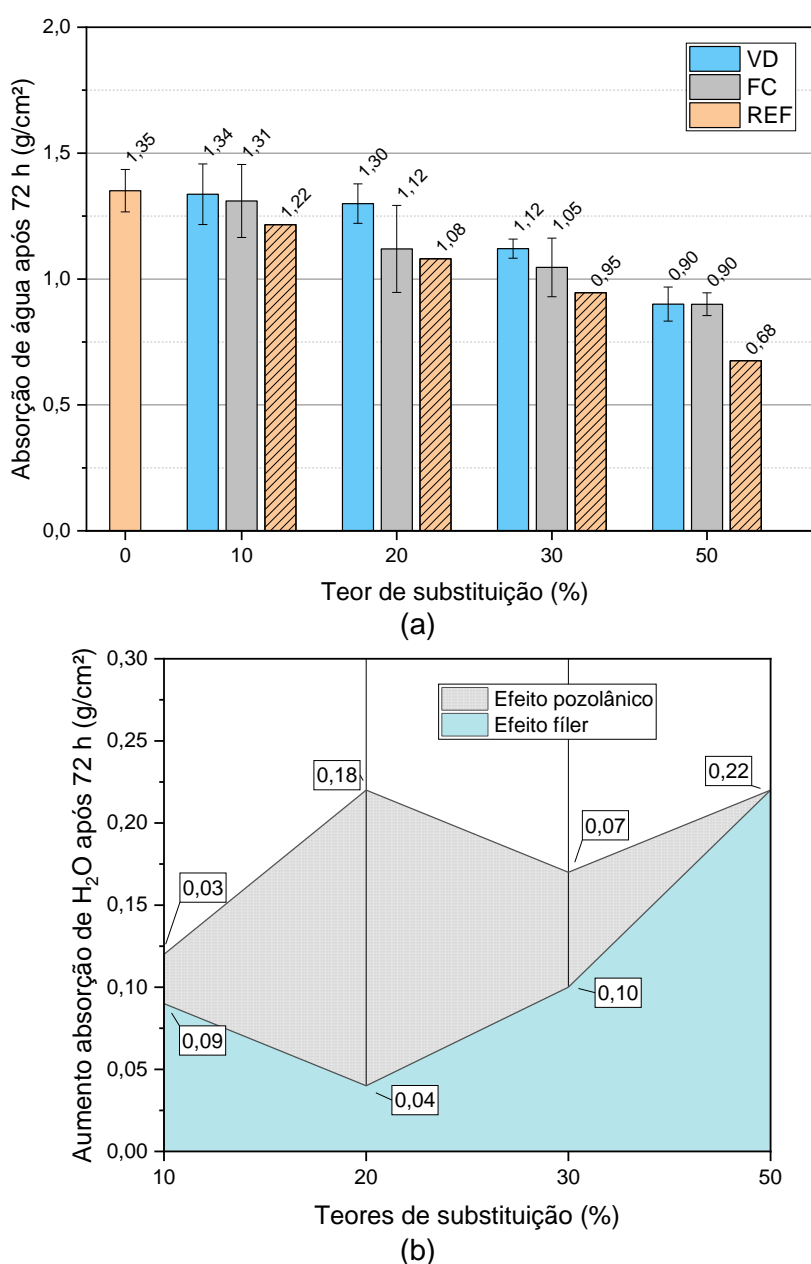 2,0
1,5
1,0
0,5
0,0
Absorção de água após 72 h (g/cm²)
VD
FC
REF
1,35
1,34
1,31
1,22
1,30
1,12
1,08
1,12
1,05
0,95
0,90
0,90
0,68
0 10 20 30 50
Teor de substituição (%)
(a)
0,30
0,25
0,20
0,15
0,10
0,05
0,00
Aumento absorção de H₂O após 72 h (g/cm²)
Efeito pozolânico
Efeito fíler
0,18
0,22
0,07
0,03
0,09
0,10
0,04
10 20 30 50
Teores de substituição (%)
(b)